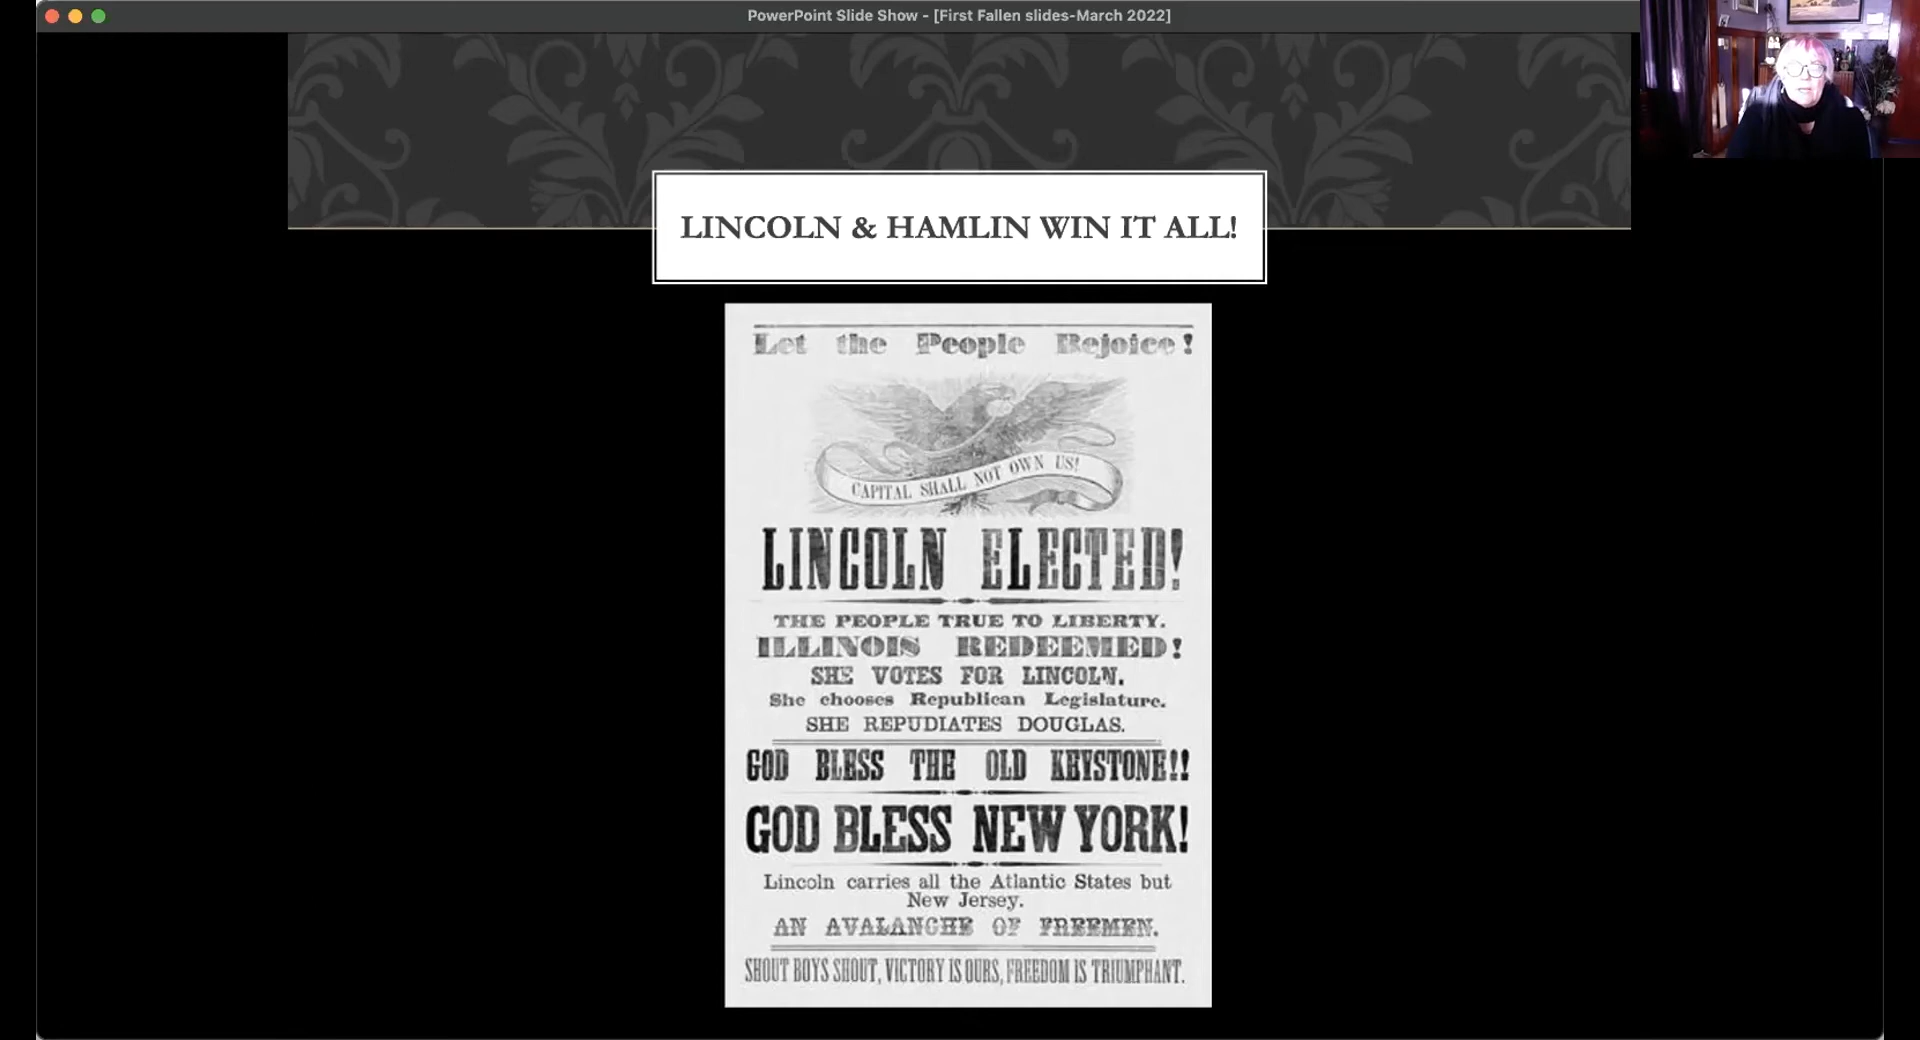 PowerPoint Slide Show - [First Fallen slides-March 2022]
LINCOLN & HAMLIN WIN IT ALL!
Let the People Rejoice!
CAPITAL SHALL NOT OWN US!
LINCOLN ELECTED!
THE PEOPLE TRUE TO LIBERTY.
ILLINOIS REDEEMED!
SHE VOTES FOR LINCOLN.
She chooses Republican Legislature.
SHE REPUDIATES DOUGLAS.
GOD BLESS THE OLD KEYSTONE!!
GOD BLESS NEW YORK!
Lincoln carries all the Atlantic States but
New Jersey.
AN AVALANCHE OF FREEMEN.
SHOUT BOYS SHOUT, VICTORY IS OURS, FREEDOM IS TRIUMPHANT.